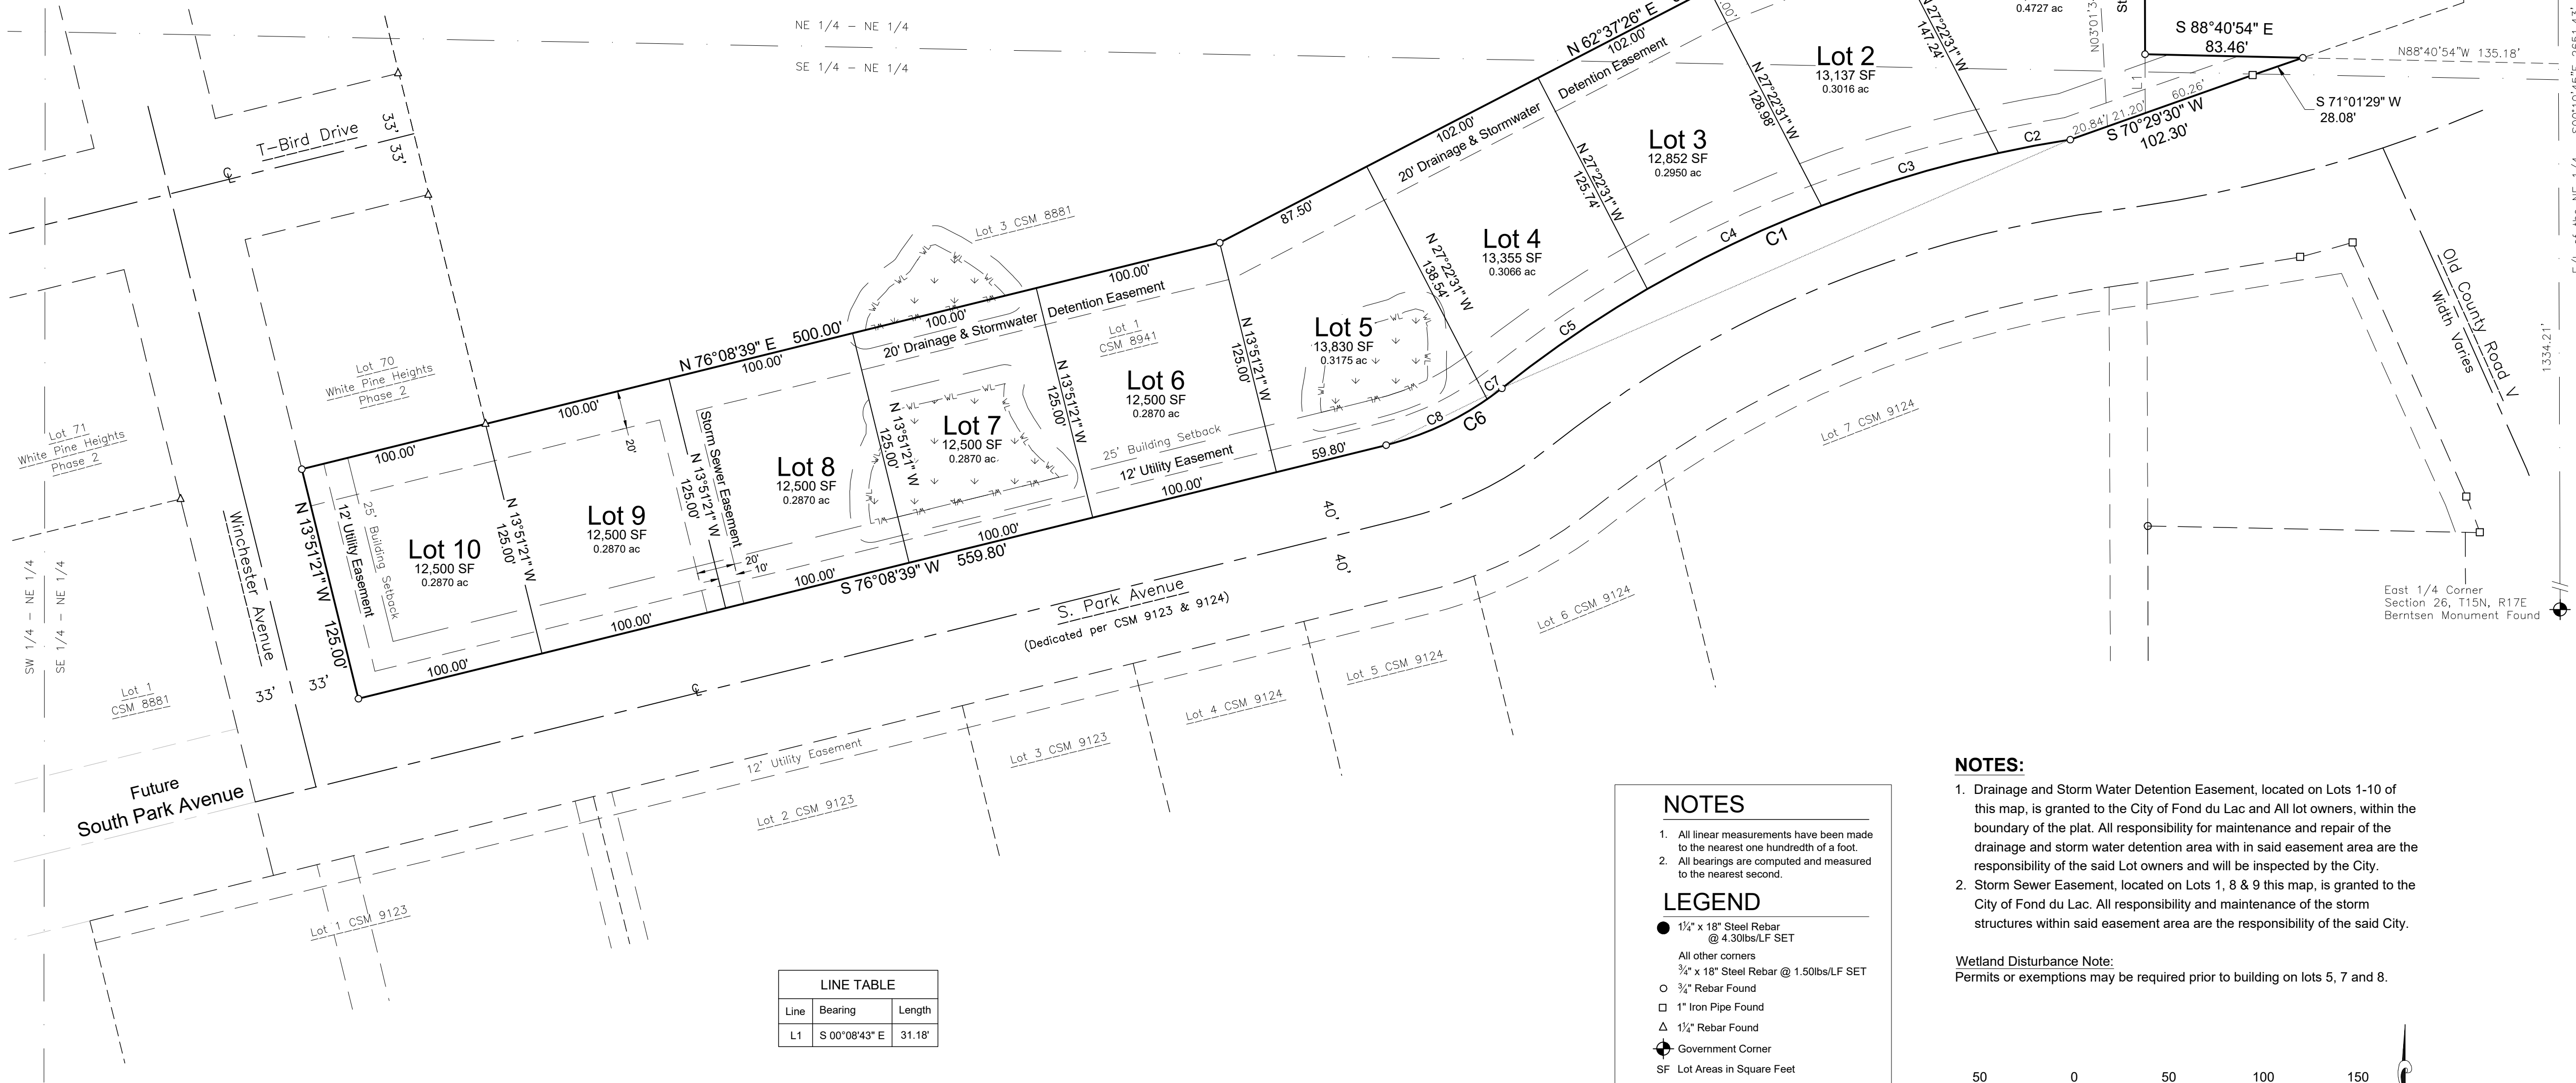 NE 1/4 - NE 1/4
SE 1/4 - NE 1/4
T-Bird Drive
33'
33'
℄
N 62°37'26" E
102.00'
20' Drainage & Stormwater
Detention Easement
102.00'
87.50'
N 27°22'31" W
147.24'
0.4727 ac
S 88°40'54" E
83.46'
N88°40'54"W 135.18'
L1
60.26'
20.84'
21.20'
S 70°29'30" W
102.30'
S 71°01'29" W
28.08'
Lot 2
13,137 SF
0.3016 ac
N 27°22'31" W
128.98'
Lot 3
12,852 SF
0.2950 ac
N 27°22'31" W
125.74'
Lot 4
13,355 SF
0.3066 ac
N 27°22'31" W
138.54'
Lot 5
13,830 SF
0.3175 ac
C2
C3
C4
C1
C5
C7
C8
C6
Lot 3 CSM 8881
N 76°08'39" E 500.00'
100.00'
100.00'
100.00'
100.00'
100.00'
20' Drainage & Stormwater
Detention Easement
Lot 1
CSM 8941
N 13°51'21" W
125.00'
Lot 6
12,500 SF
0.2870 ac
N 13°51'21" W
125.00'
Lot 7
12,500 SF
0.2870 ac
N 13°51'21" W
125.00'
Lot 8
12,500 SF
0.2870 ac
Storm Sewer Easement
N 13°51'21" W
125.00'
20'
Lot 9
12,500 SF
0.2870 ac
N 13°51'21" W
125.00'
Lot 10
12,500 SF
0.2870 ac
12' Utility Easement
25' Building Setback
N 13°51'21" W 125.00'
25' Building Setback
12' Utility Easement
20'
10'
59.80'
100.00'
100.00'
100.00'
100.00'
100.00'
S 76°08'39" W 559.80'
WL
WL
WL
WL
Lot 70
White Pine Heights
Phase 2
Lot 71
White Pine Heights
Phase 2
Winchester Avenue
33'
33'
SW 1/4 - NE 1/4
SE 1/4 - NE 1/4
Lot 1
CSM 8881
Future
South Park Avenue
℄
S. Park Avenue
(Dedicated per CSM 9123 & 9124)
40'
40'
12' Utility Easement
Lot 1 CSM 9123
Lot 2 CSM 9123
Lot 3 CSM 9123
Lot 4 CSM 9124
Lot 5 CSM 9124
Lot 6 CSM 9124
Lot 7 CSM 9124
Old County Road V
Width Varies
1334.21'
East 1/4 Corner
Section 26, T15N, R17E
Berntsen Monument Found
LINE TABLE
Line Bearing Length
L1 S 00°08'43" E 31.18'
NOTES
1. All linear measurements have been made
to the nearest one hundredth of a foot.
2. All bearings are computed and measured
to the nearest second.
LEGEND
1¼" x 18" Steel Rebar
@ 4.30lbs/LF SET
All other corners
¾" x 18" Steel Rebar @ 1.50lbs/LF SET
¾" Rebar Found
1" Iron Pipe Found
1¼" Rebar Found
Government Corner
SF Lot Areas in Square Feet
NOTES:
1. Drainage and Storm Water Detention Easement, located on Lots 1-10 of
this map, is granted to the City of Fond du Lac and All lot owners, within the
boundary of the plat. All responsibility for maintenance and repair of the
drainage and storm water detention area with in said easement area are the
responsibility of the said Lot owners and will be inspected by the City.
2. Storm Sewer Easement, located on Lots 1, 8 & 9 this map, is granted to the
City of Fond du Lac. All responsibility and maintenance of the storm
structures within said easement area are the responsibility of the said City.
Wetland Disturbance Note:
Permits or exemptions may be required prior to building on lots 5, 7 and 8.
50 0 50 100 150